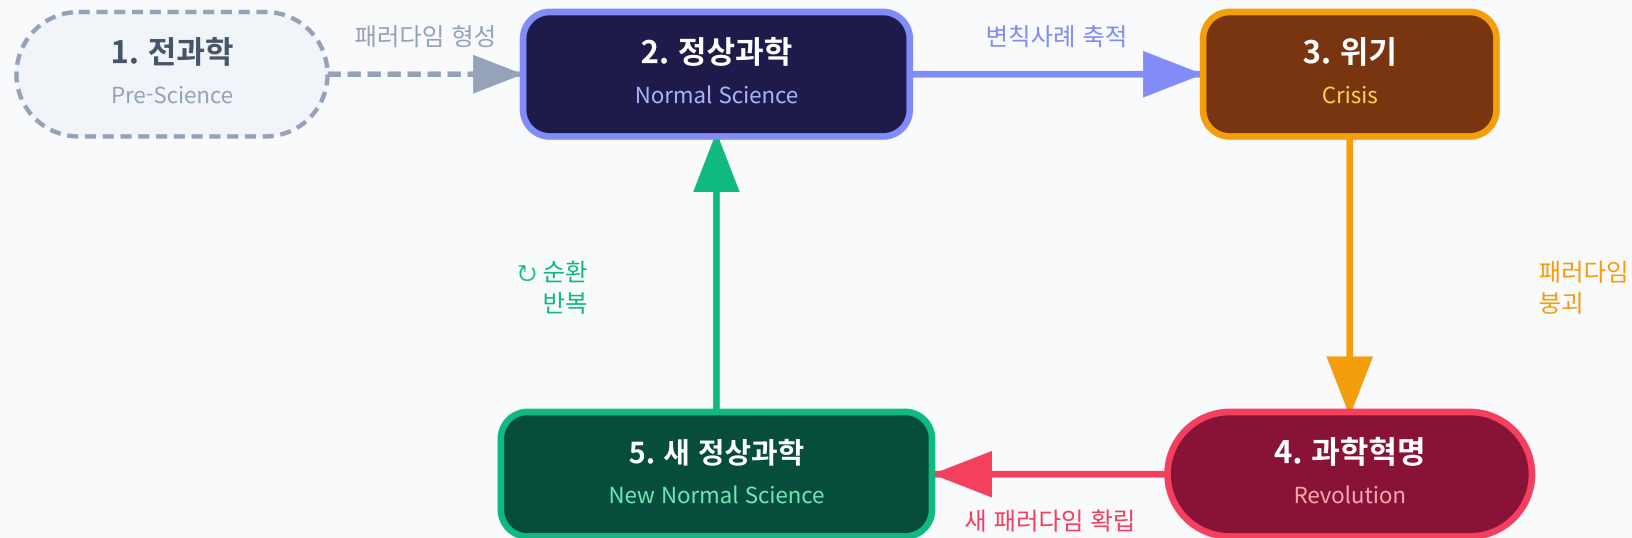 1. 전과학
Pre-Science
패러다임 형성
2. 정상과학
Normal Science
변칙사례 축적
3. 위기
Crisis
↻ 순환
반복
패러다임
붕괴
5. 새 정상과학
New Normal Science
새 패러다임 확립
4. 과학혁명
Revolution